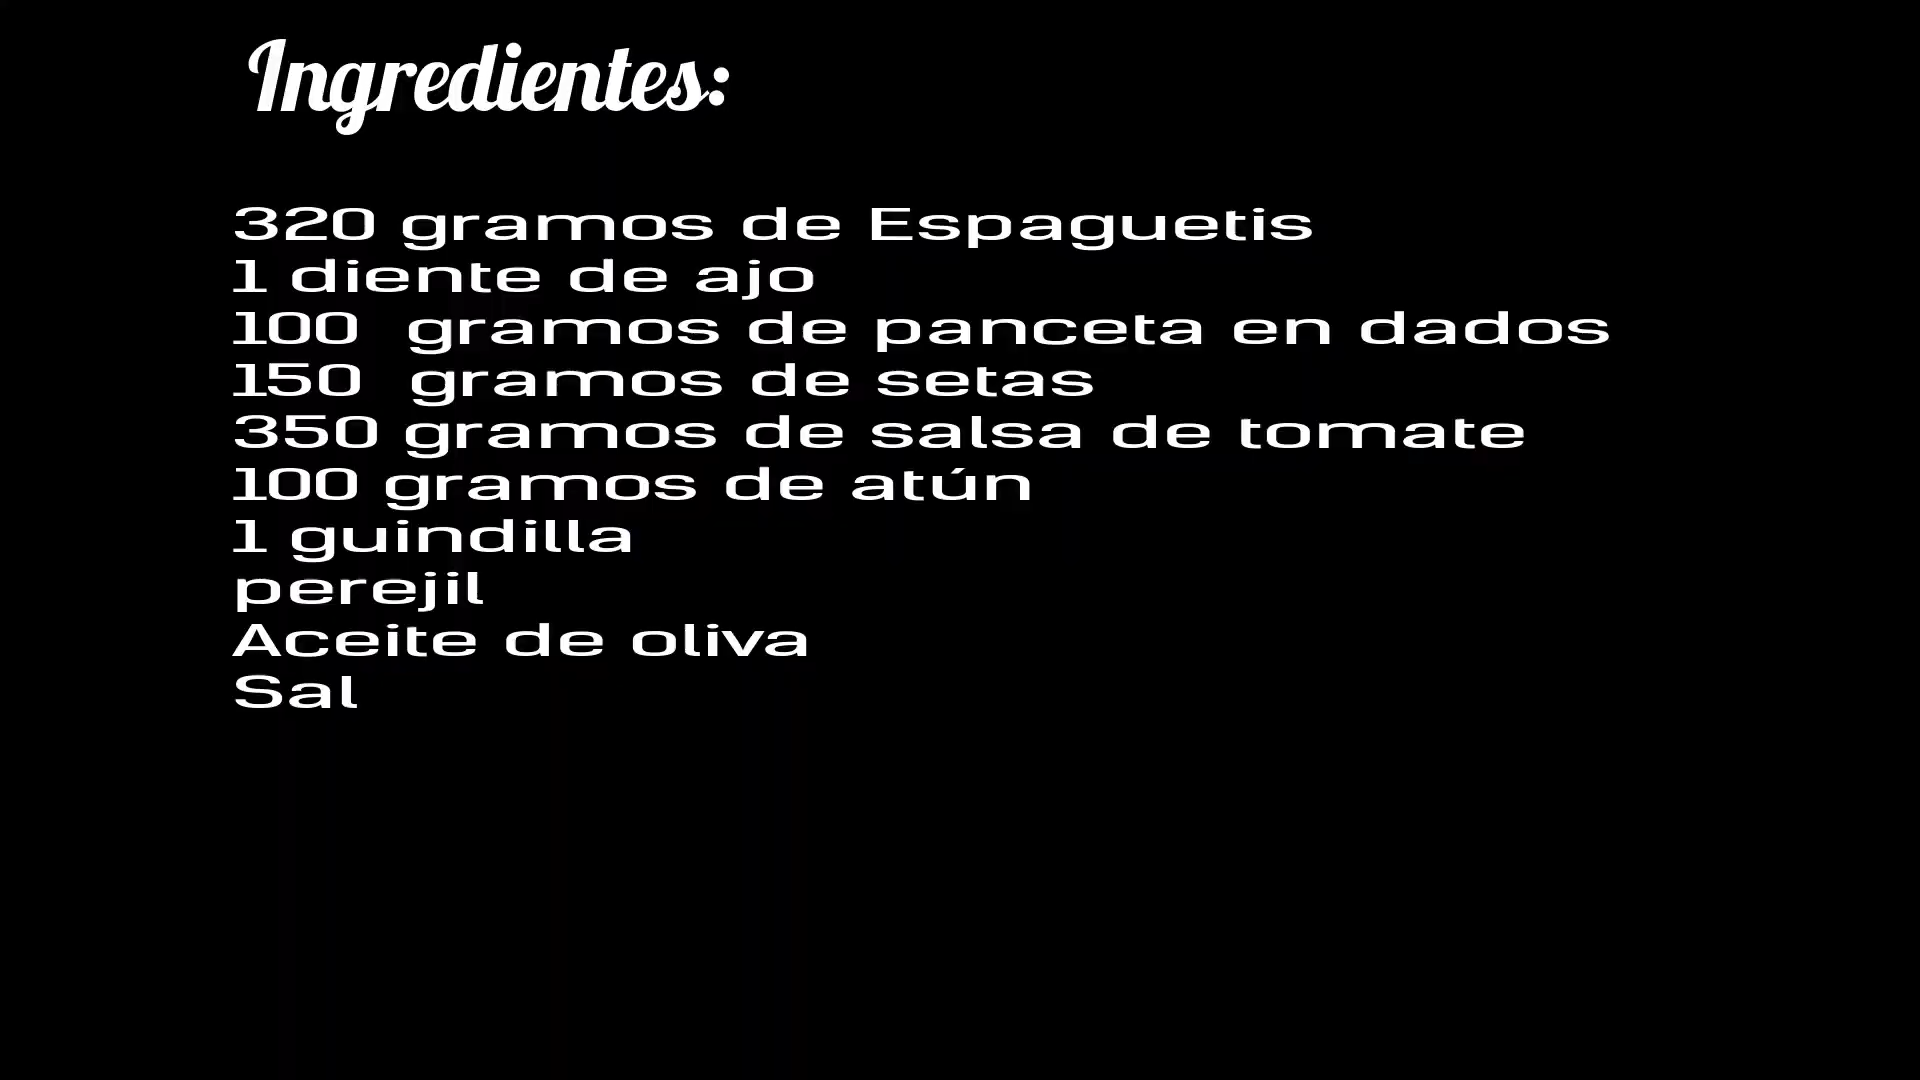 Ingredientes:
320 gramos de Espaguetis
1 diente de ajo
100  gramos de panceta en dados
150  gramos de setas
350 gramos de salsa de tomate
100 gramos de atún
1 guindilla
perejil
Aceite de oliva
Sal